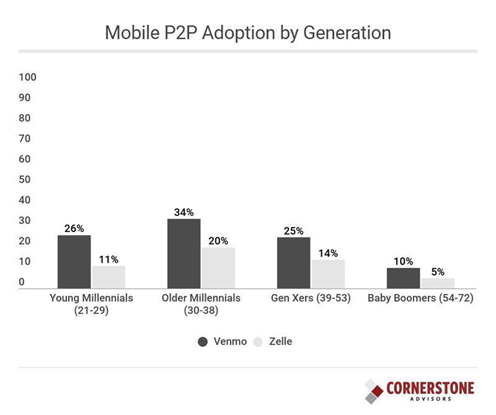 Mobile P2P Adoption by Generation
100
90
80
70
60
50
40
30
20
10
0
26%
11%
34%
20%
25%
14%
10%
5%
Young Millennials
(21-29)
Older Millennials
(30-38)
Gen Xers (39-53)
Baby Boomers (54-72)
Venmo
Zelle
CORNERSTONE
ADVISORS